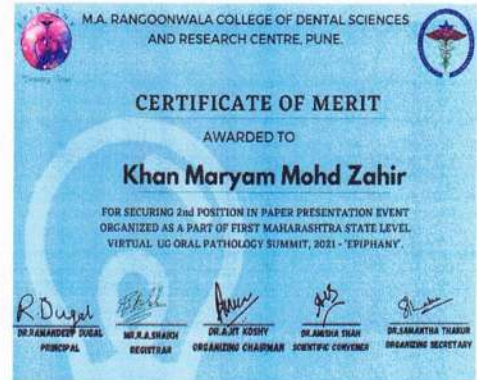 M.A. RANGOONWALA COLLEGE OF DENTAL SCIENCES
AND RESEARCH CENTRE, PUNE.
CERTIFICATE OF MERIT
AWARDED TO
Khan Maryam Mohd Zahir
FOR SECURING 2nd POSITION IN PAPER PRESENTATION EVENT
ORGANIZED AS A PART OF FIRST MAHARASHTRA STATE LEVEL
VIRTUAL UG ORAL PATHOLOGY SUMMIT, 2021 - 'EPIPHANY'.
R. Dugal
DR.RAMANDEEP DUGAL
PRINCIPAL
MR.R.A.SHAIKH
REGISTRAR
DR.AJIT KOSHY
ORGANIZING CHAIRMAN
DR.AMISHA SHAH
SCIENTIFIC CONVENER
DR.SAMANTHA THAKUR
ORGANIZING SECRETARY